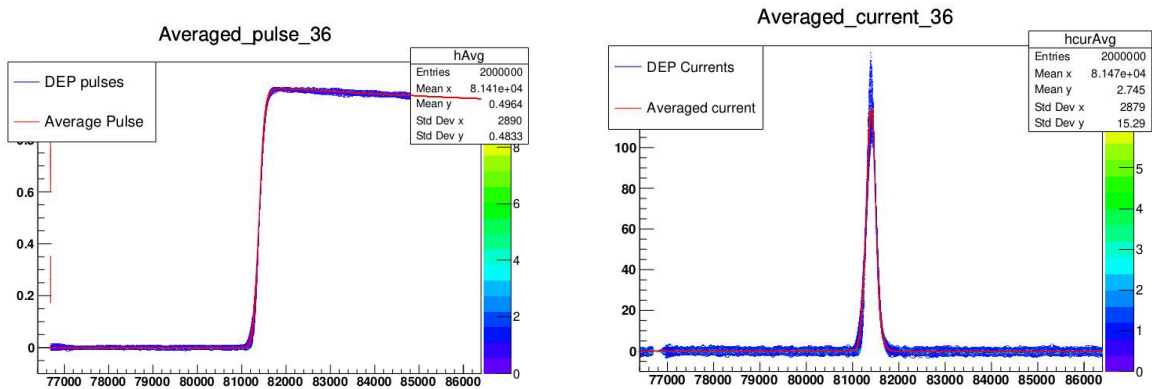 Averaged_pulse_36
hAvg
Entries 2000000
Mean x 8.141e+04
Mean y 0.4964
Std Dev x 2890
Std Dev y 0.4833
DEP pulses
Average Pulse
0.6
0.4
0.2
0
8
6
4
2
0
77000 78000 79000 80000 81000 82000 83000 84000 85000 86000
Averaged_current_36
hcurAvg
Entries 2000000
Mean x 8.147e+04
Mean y 2.745
Std Dev x 2879
Std Dev y 15.29
DEP Currents
Averaged current
100
80
60
40
20
0
5
4
3
2
1
0
77000 78000 79000 80000 81000 82000 83000 84000 85000 86000